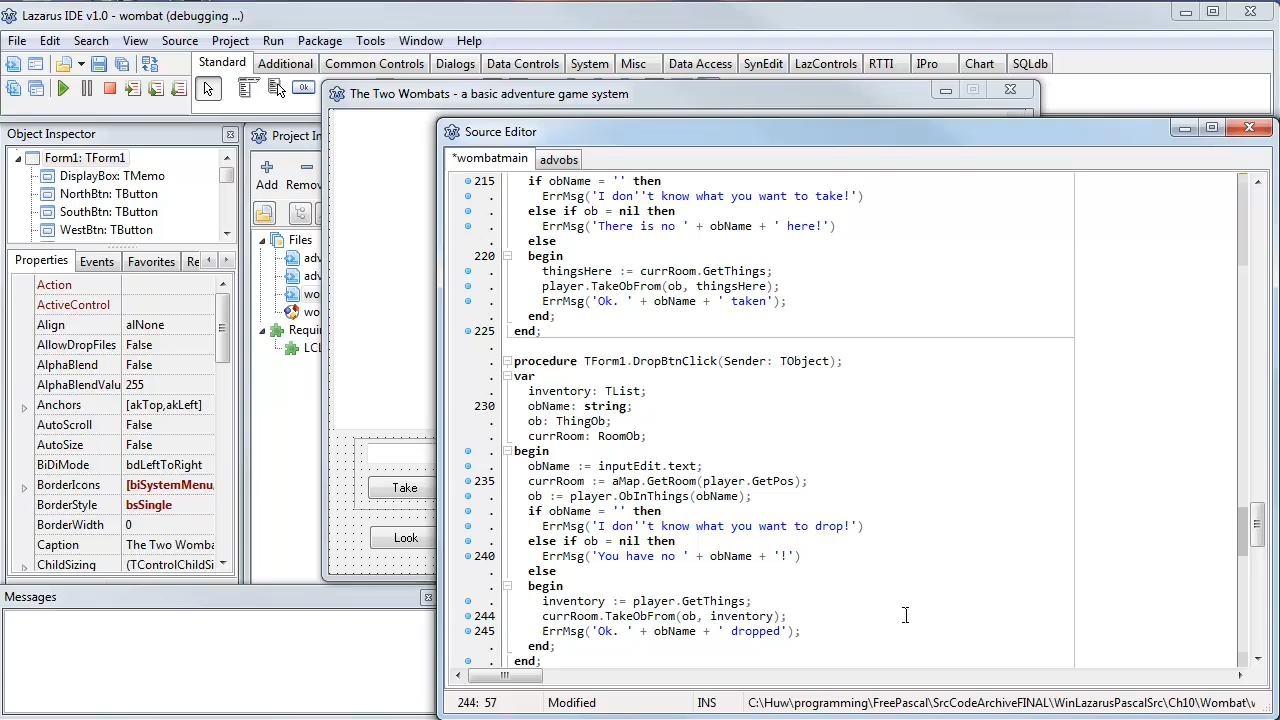 Lazarus IDE v1.0 - wombat (debugging ...)
File Edit Search View Source Project Run Package Tools Window Help
Standard Additional Common Controls Dialogs Data Controls System Misc Data Access SynEdit LazControls RTTI IPro Chart SQLdb
Ok
The Two Wombats - a basic adventure game system
Object Inspector
Form1: TForm1
DisplayBox: TMemo
NorthBtn: TButton
SouthBtn: TButton
WestBtn: TButton
Properties Events Favorites Re
Action
ActiveControl
Align alNone
AllowDropFiles False
AlphaBlend False
AlphaBlendValu 255
Anchors [akTop,akLeft]
AutoScroll False
AutoSize False
BiDiMode bdLeftToRight
BorderIcons [biSystemMenu,
BorderStyle bsSingle
BorderWidth 0
Caption The Two Womba
ChildSizing (TControlChildSi
Messages
Project In
Add Remov
Files
adv
adv
wo
wo
Requir
LCL
Take
Look
Source Editor
*wombatmain advobs
215 if obName = '' then
ErrMsg('I don''t know what you want to take!')
else if ob = nil then
ErrMsg('There is no ' + obName + ' here!')
else
220 begin
thingsHere := currRoom.GetThings;
player.TakeObFrom(ob, thingsHere);
ErrMsg('Ok. ' + obName + ' taken');
end;
225 end;
procedure TForm1.DropBtnClick(Sender: TObject);
var
inventory: TList;
230 obName: string;
ob: ThingOb;
currRoom: RoomOb;
begin
obName := inputEdit.text;
235 currRoom := aMap.GetRoom(player.GetPos);
ob := player.ObInThings(obName);
if obName = '' then
ErrMsg('I don''t know what you want to drop!')
else if ob = nil then
240 ErrMsg('You have no ' + obName + '!')
else
begin
inventory := player.GetThings;
244 currRoom.TakeObFrom(ob, inventory);
245 ErrMsg('Ok. ' + obName + ' dropped');
end;
end;
244: 57 Modified INS C:\Huw\programming\FreePascal\SrcCodeArchiveFINAL\WinLazarusPascalSrc\Ch10\Wombat\v